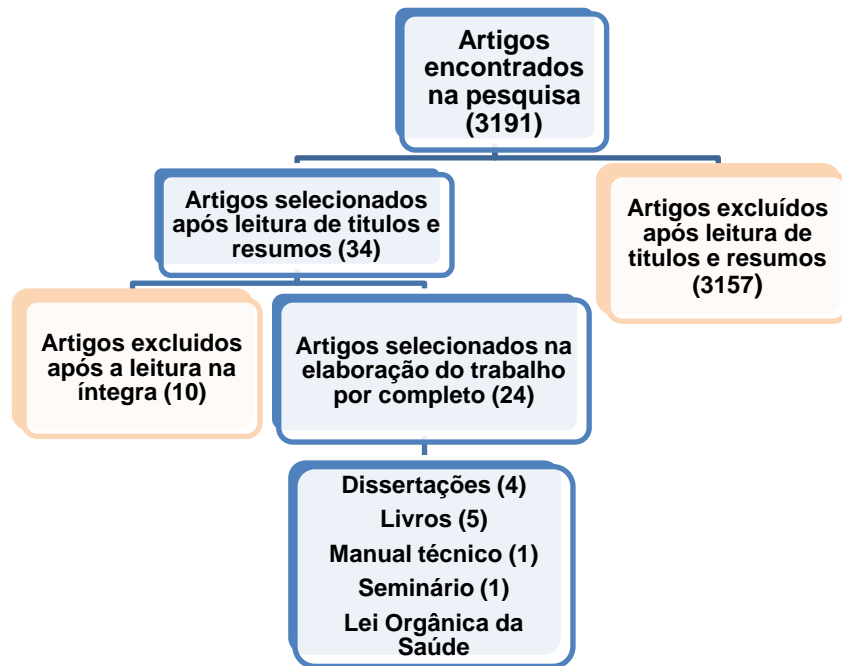 Artigos
encontrados
na pesquisa
(3191)
Artigos selecionados
após leitura de titulos e
resumos (34)
Artigos excluídos
após leitura de
titulos e resumos
(3157)
Artigos excluidos
após a leitura na
íntegra (10)
Artigos selecionados na
elaboração do trabalho
por completo (24)
Dissertações (4)
Livros (5)
Manual técnico (1)
Seminário (1)
Lei Orgânica da
Saúde